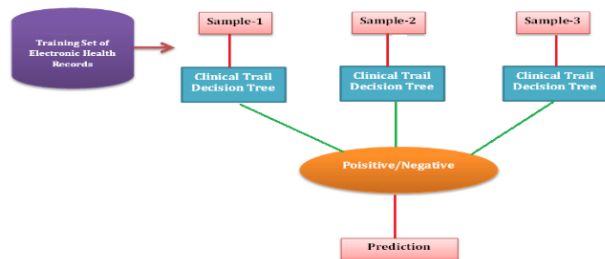 Training Set of
Electronic Health
Records
Sample-1
Sample-2
Sample-3
Clinical Trail
Decision Tree
Clinical Trail
Decision Tree
Clinical Trail
Decision Tree
Poisitive/Negative
Prediction